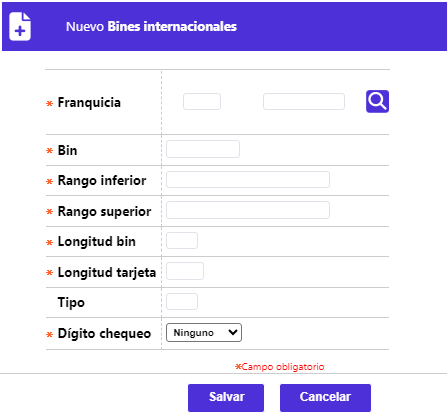 Nuevo Bines internacionales
* Franquicia
* Bin
* Rango inferior
* Rango superior
* Longitud bin
* Longitud tarjeta
Tipo
* Dígito chequeo Ninguno
*Campo obligatorio
Salvar Cancelar